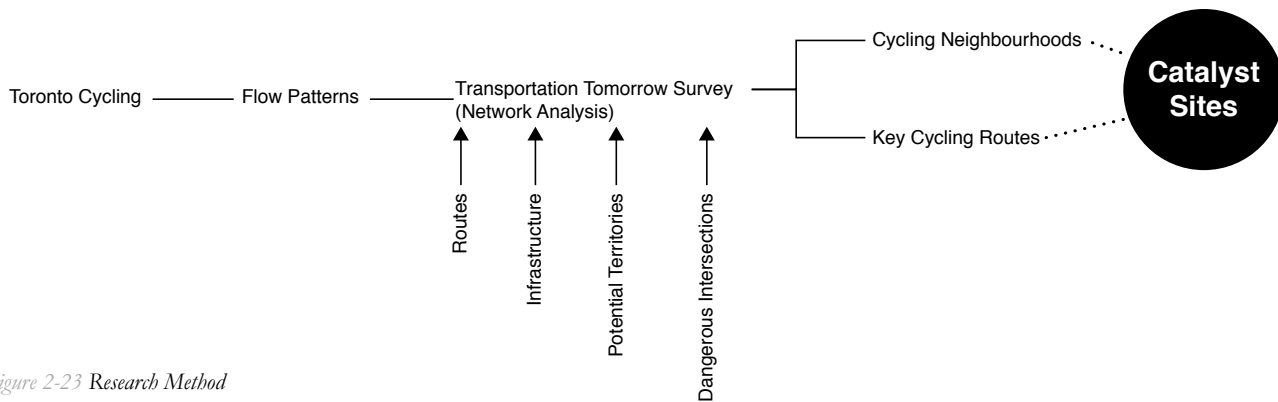 Toronto Cycling
Flow Patterns
Transportation Tomorrow Survey
(Network Analysis)
Routes
Infrastructure
Potential Territories
Dangerous Intersections
Cycling Neighbourhoods
Key Cycling Routes
Catalyst
Sites
igure 2-23 Research Method